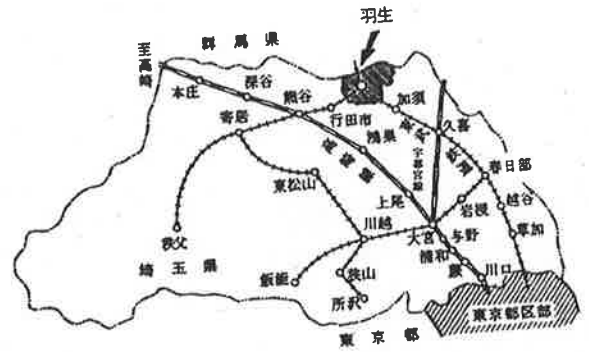 羽生
群馬県
至高崎
本庄
深谷
熊谷
行田市
加須
久喜
寄居
鴻巣
高崎線
宇都宮線
東武
春日部
東松山
上尾
岩槻
越谷
川越
大宮
与野
草加
秩父
浦和
蕨
川口
埼玉県
飯能
狭山
所沢
東京都区部
東京都